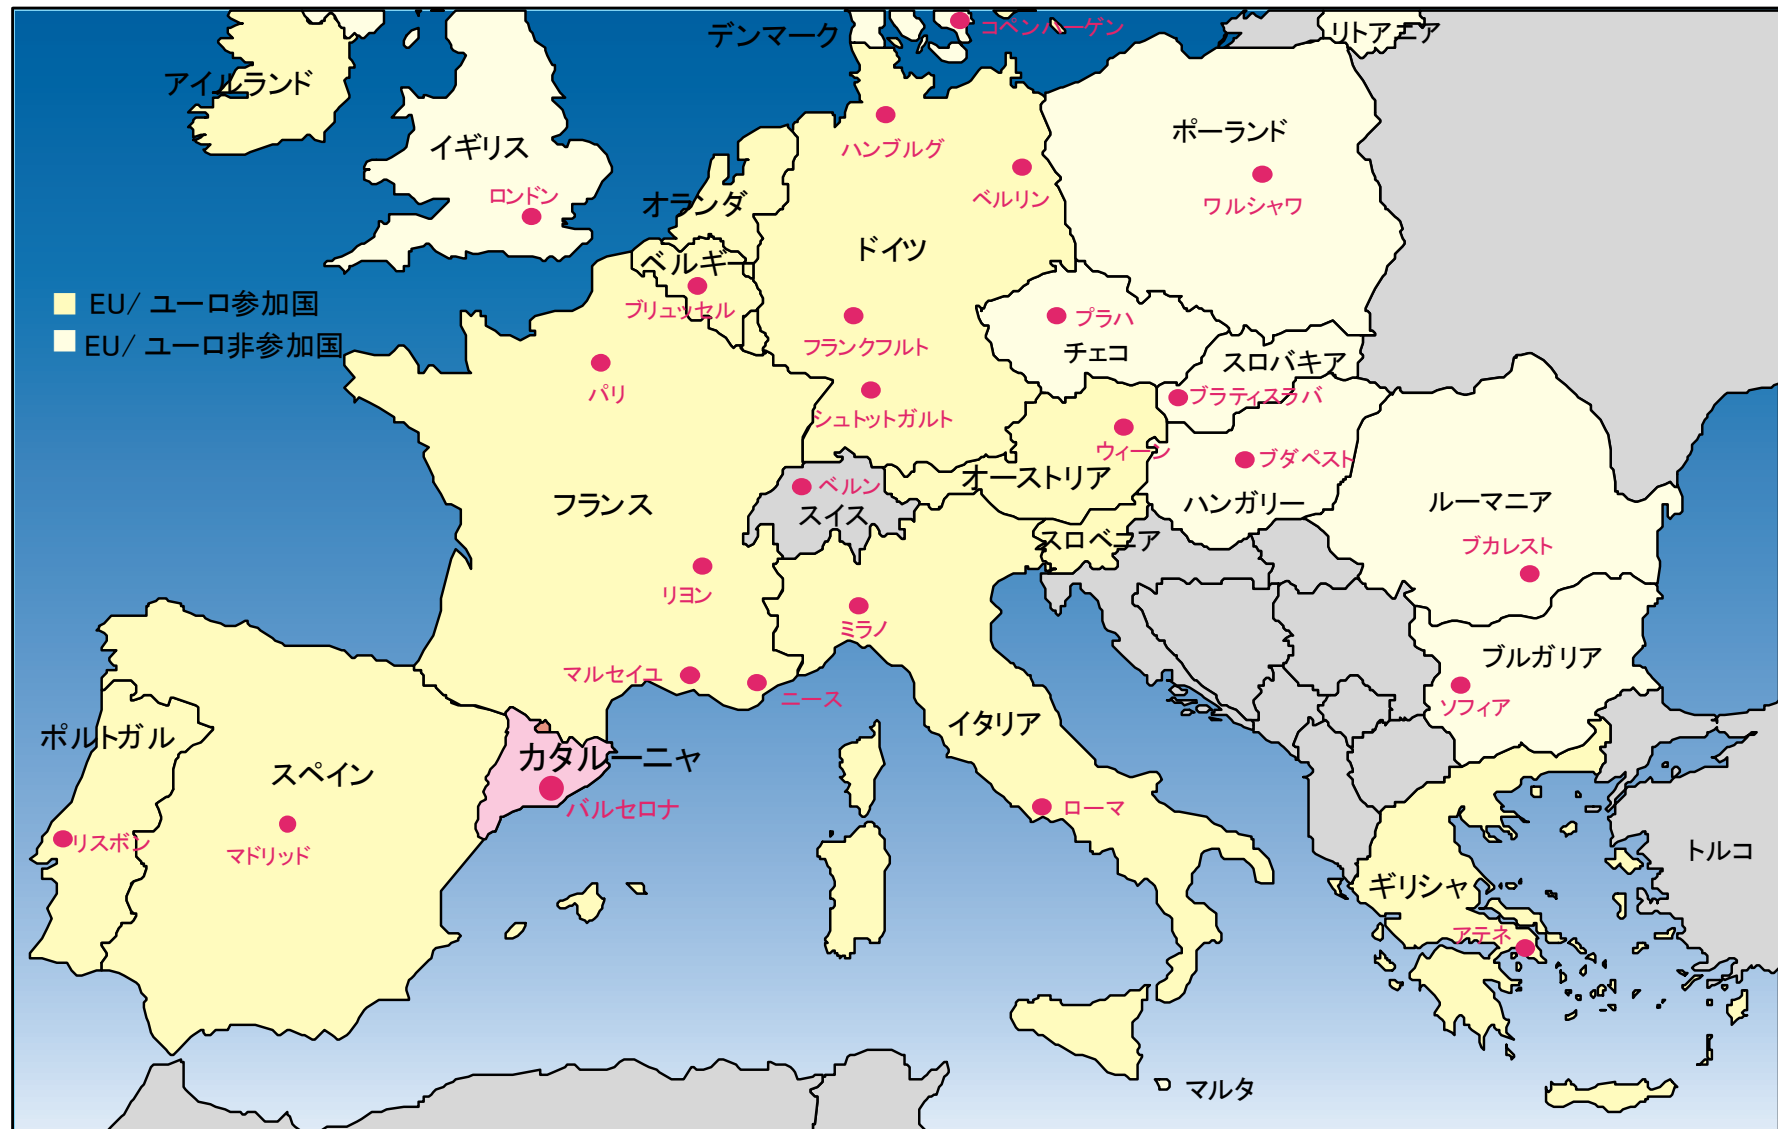 デンマーク
コペンハーゲン
リトアニア
アイルランド
イギリス
ハンブルグ
ポーランド
ロンドン
オランダ
ベルリン
ワルシャワ
ドイツ
ベルギー
EU/ ユーロ参加国
ブリュッセル
プラハ
EU/ ユーロ非参加国
フランクフルト
チェコ
スロバキア
パリ
シュトットガルト
ブラティスラバ
ウィーン
ブダペスト
オーストリア
ベルン
フランス
スイス
ハンガリー
ルーマニア
スロベニア
ブカレスト
リヨン
ミラノ
マルセイユ
ニース
ブルガリア
ソフィア
ポルトガル
カタルーニャ
イタリア
スペイン
バルセロナ
ローマ
リスボン
マドリッド
トルコ
ギリシャ
アテネ
マルタ